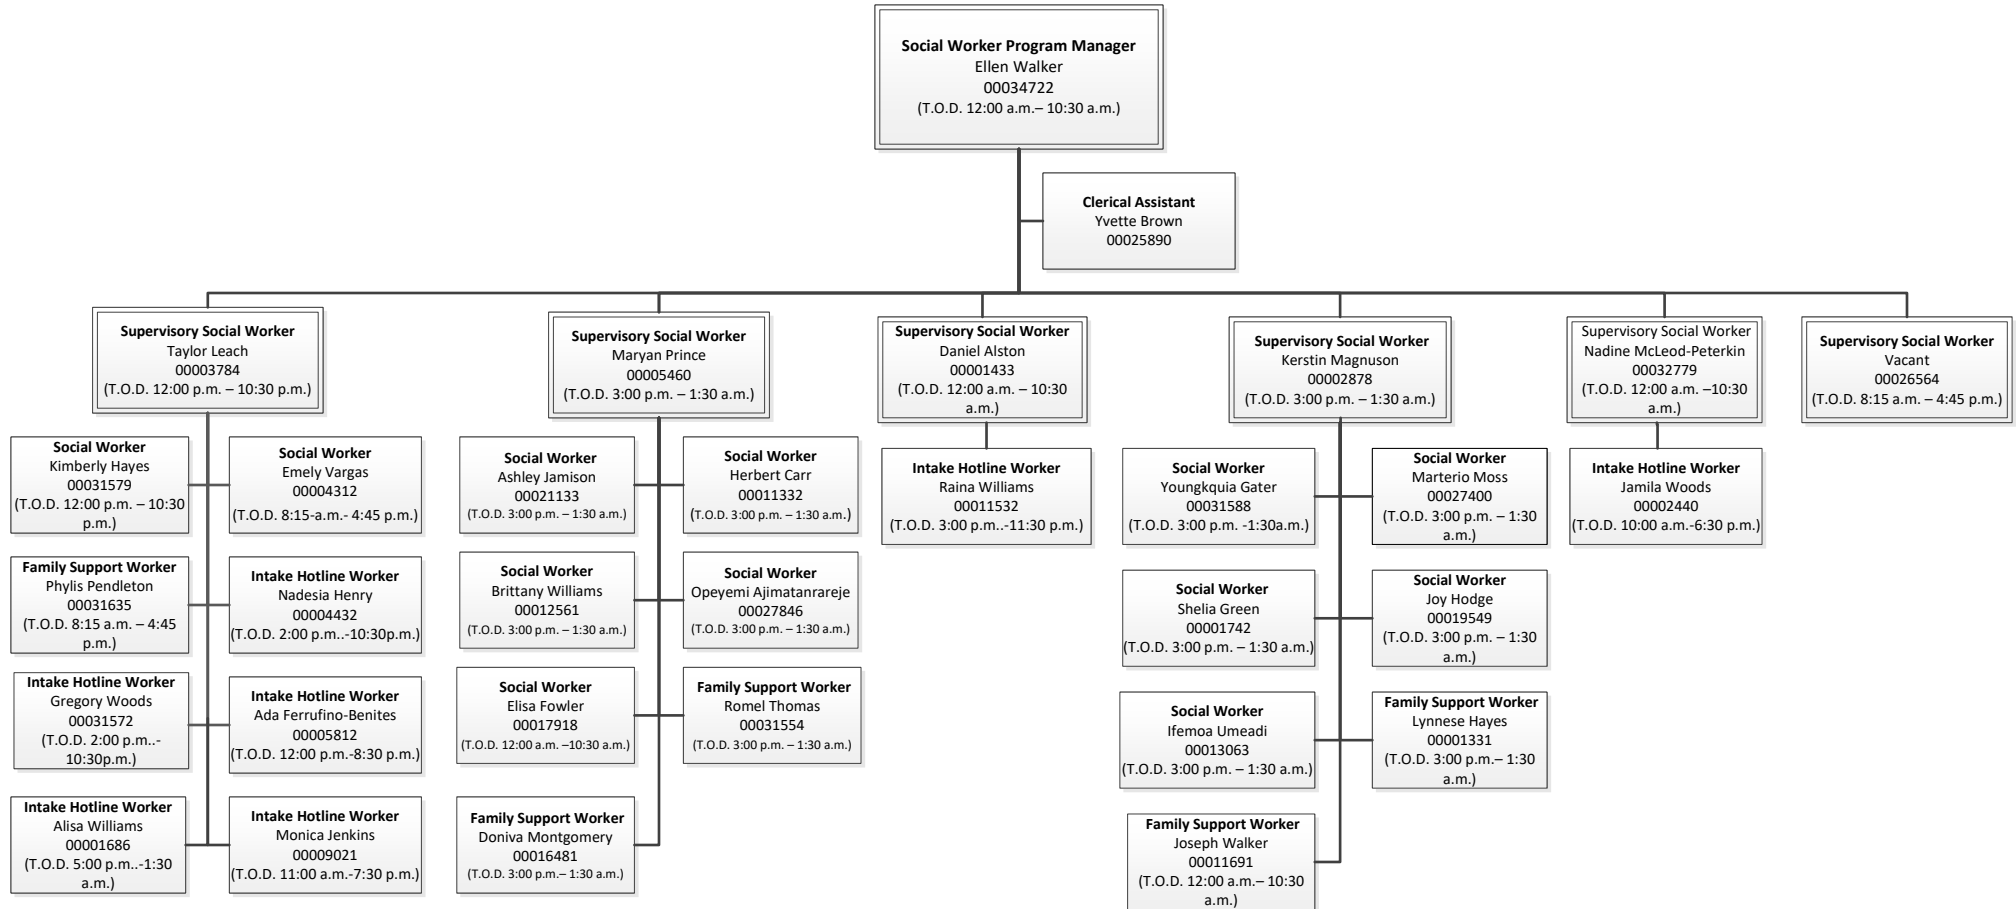 Social Worker Program Manager
Ellen Walker
00034722
(T.O.D. 12:00 a.m.– 10:30 a.m.)
Clerical Assistant
Yvette Brown
00025890
Supervisory Social Worker
Taylor Leach
00003784
(T.O.D. 12:00 p.m. – 10:30 p.m.)
Supervisory Social Worker
Maryan Prince
00005460
(T.O.D. 3:00 p.m. – 1:30 a.m.)
Supervisory Social Worker
Daniel Alston
00001433
(T.O.D. 12:00 a.m. – 10:30
a.m.)
Supervisory Social Worker
Kerstin Magnuson
00002878
(T.O.D. 3:00 p.m. – 1:30 a.m.)
Supervisory Social Worker
Nadine McLeod-Peterkin
00032779
(T.O.D. 12:00 a.m. –10:30
a.m.)
Supervisory Social Worker
Vacant
00026564
(T.O.D. 8:15 a.m. – 4:45 p.m.)
Social Worker
Kimberly Hayes
00031579
(T.O.D. 12:00 p.m. – 10:30
p.m.)
Social Worker
Emely Vargas
00004312
(T.O.D. 8:15-a.m.- 4:45 p.m.)
Family Support Worker
Phylis Pendleton
00031635
(T.O.D. 8:15 a.m. – 4:45
p.m.)
Intake Hotline Worker
Nadesia Henry
00004432
(T.O.D. 2:00 p.m..-10:30p.m.)
Intake Hotline Worker
Gregory Woods
00031572
(T.O.D. 2:00 p.m..-
10:30p.m.)
Intake Hotline Worker
Ada Ferrufino-Benites
00005812
(T.O.D. 12:00 p.m.-8:30 p.m.)
Intake Hotline Worker
Alisa Williams
00001686
(T.O.D. 5:00 p.m..-1:30
a.m.)
Intake Hotline Worker
Monica Jenkins
00009021
(T.O.D. 11:00 a.m.-7:30 p.m.)
Social Worker
Ashley Jamison
00021133
(T.O.D. 3:00 p.m. – 1:30 a.m.)
Social Worker
Herbert Carr
00011332
(T.O.D. 3:00 p.m. – 1:30 a.m.)
Social Worker
Brittany Williams
00012561
(T.O.D. 3:00 p.m. – 1:30 a.m.)
Social Worker
Opeyemi Ajimatanrareje
00027846
(T.O.D. 3:00 p.m. – 1:30 a.m.)
Social Worker
Elisa Fowler
00017918
(T.O.D. 12:00 a.m. –10:30 a.m.)
Family Support Worker
Romel Thomas
00031554
(T.O.D. 3:00 p.m. – 1:30 a.m.)
Family Support Worker
Doniva Montgomery
00016481
(T.O.D. 3:00 p.m.– 1:30 a.m.)
Intake Hotline Worker
Raina Williams
00011532
(T.O.D. 3:00 p.m..-11:30 p.m.)
Social Worker
Youngkquia Gater
00031588
(T.O.D. 3:00 p.m. -1:30a.m.)
Social Worker
Marterio Moss
00027400
(T.O.D. 3:00 p.m. – 1:30
a.m.)
Social Worker
Shelia Green
00001742
(T.O.D. 3:00 p.m. – 1:30 a.m.)
Social Worker
Joy Hodge
00019549
(T.O.D. 3:00 p.m. – 1:30
a.m.)
Social Worker
Ifemoa Umeadi
00013063
(T.O.D. 3:00 p.m. – 1:30 a.m.)
Family Support Worker
Lynnese Hayes
00001331
(T.O.D. 3:00 p.m.– 1:30
a.m.)
Family Support Worker
Joseph Walker
00011691
(T.O.D. 12:00 a.m.– 10:30
a.m.)
Intake Hotline Worker
Jamila Woods
00002440
(T.O.D. 10:00 a.m.-6:30 p.m.)